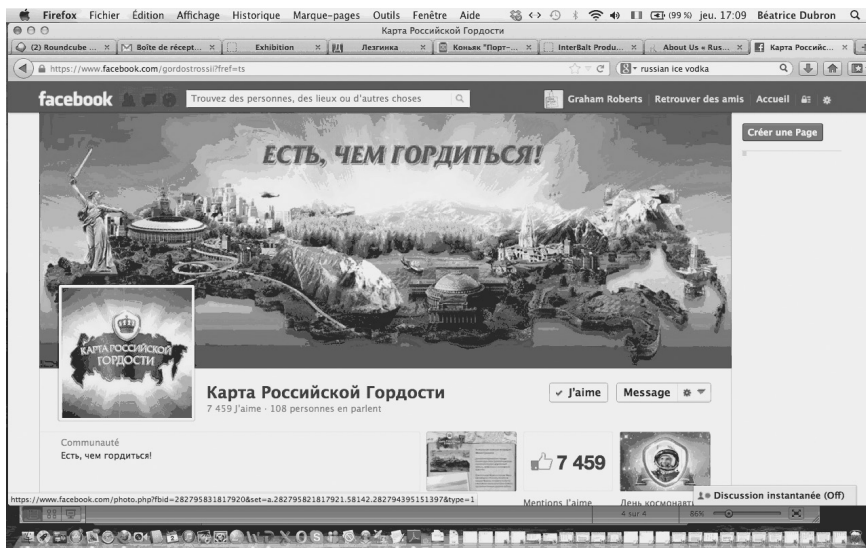 Firefox Fichier Édition Affichage Historique Marque-pages Outils Fenêtre Aide (99 %) jeu. 17:09 Béatrice Dubron
Карта Российской Гордости
(2) Roundcube ... Boîte de récept... Exhibition Лезгинка Коньяк "Порт-... InterBalt Produ... About Us « Rus... Карта Российс...
https://www.facebook.com/gordostrossii?fref=ts russian ice vodka
facebook Trouvez des personnes, des lieux ou d'autres choses Graham Roberts Retrouver des amis Accueil
Créer une Page
ЕСТЬ, ЧЕМ ГОРДИТЬСЯ!
КАРТА РОССИЙСКОЙ
ГОРДОСТИ
Карта Российской Гордости
7 459 J'aime · 108 personnes en parlent
J'aime Message
Communauté
Есть, чем гордиться!
7 459
Mentions J'aime День космонавти
https://www.facebook.com/photo.php?fbid=282795831817920&set=a.282795821817921.58142.282794395151397&type=1
Discussion instantanée (Off)
4 sur 4 86%